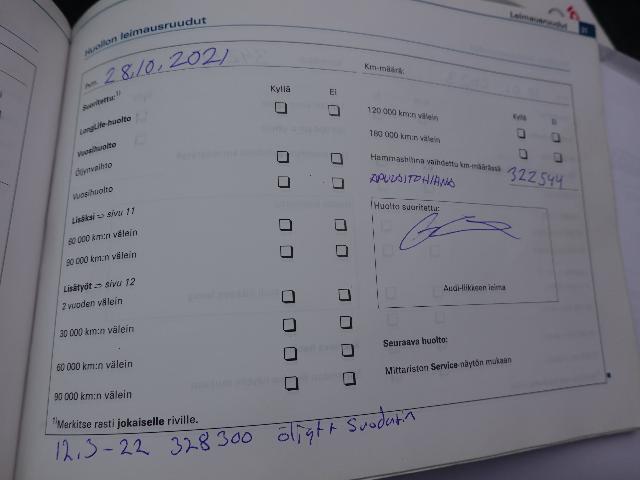 Leimausruudut
Huollon leimausruudut
Pvm. 28.10.2021
Km-määrä:
Suoritettu:1)
Kyllä Ei
LongLife-huolto
Vuosihuolto
Öljynvaihto
Vuosihuolto
Lisäksi ⇨ sivu 11
60 000 km:n välein
90 000 km:n välein
Lisätyöt ⇨ sivu 12
2 vuoden välein
30 000 km:n välein
60 000 km:n välein
90 000 km:n välein
1)Merkitse rasti jokaiselle riville.
Kyllä Ei
120 000 km:n välein
180 000 km:n välein
Hammashihna vaihdettu km-määrässä
322544
Huolto suoritettu:
Audi-liikkeen leima
Seuraava huolto:
Mittariston Service-näytön mukaan
12.3-22 328300 öljyt+ suodatin